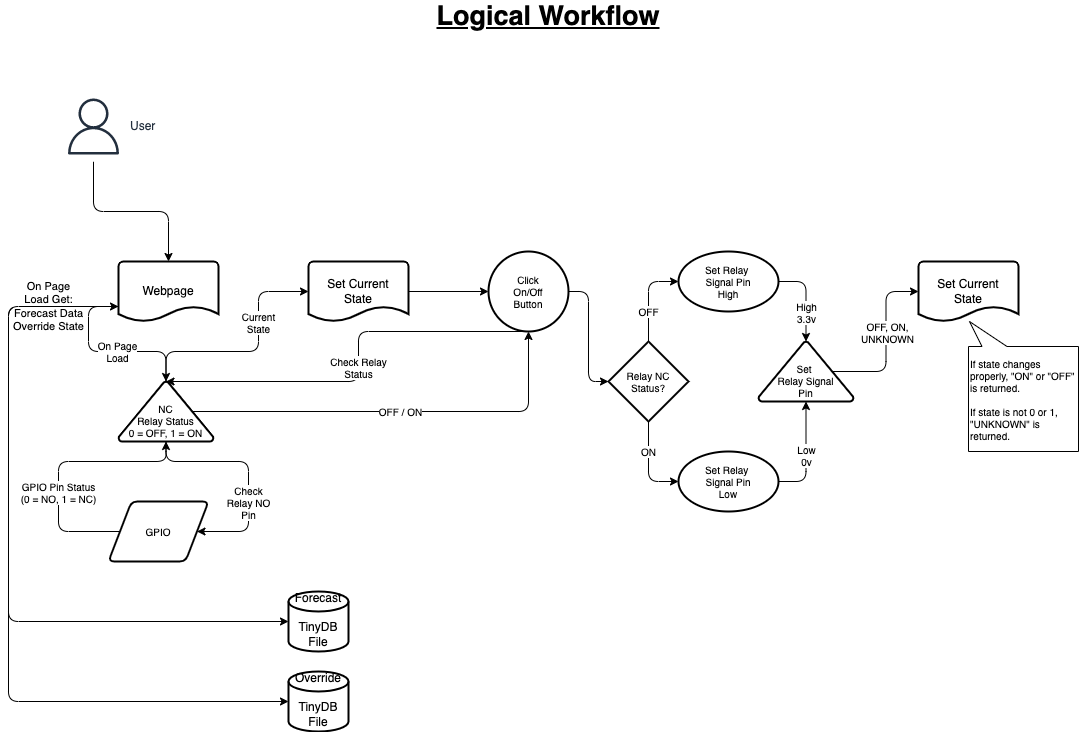 Logical Workflow
User
On Page
Load Get:
Forecast Data
Override State
Webpage
On Page
Load
Current
State
Set Current
State
Click
On/Off
Button
Check Relay
Status
NC
Relay Status
0 = OFF, 1 = ON
OFF / ON
GPIO Pin Status
(0 = NO, 1 = NC)
Check
Relay NO
Pin
GPIO
Forecast
TinyDB
File
Override
TinyDB
File
Relay NC
Status?
OFF
Set Relay
Signal Pin
High
High
3.3v
ON
Set Relay
Signal Pin
Low
Low
0v
Set
Relay Signal
Pin
OFF, ON,
UNKNOWN
Set Current
State
If state changes
properly, "ON" or "OFF"
is returned.
If state is not 0 or 1,
"UNKNOWN" is
returned.